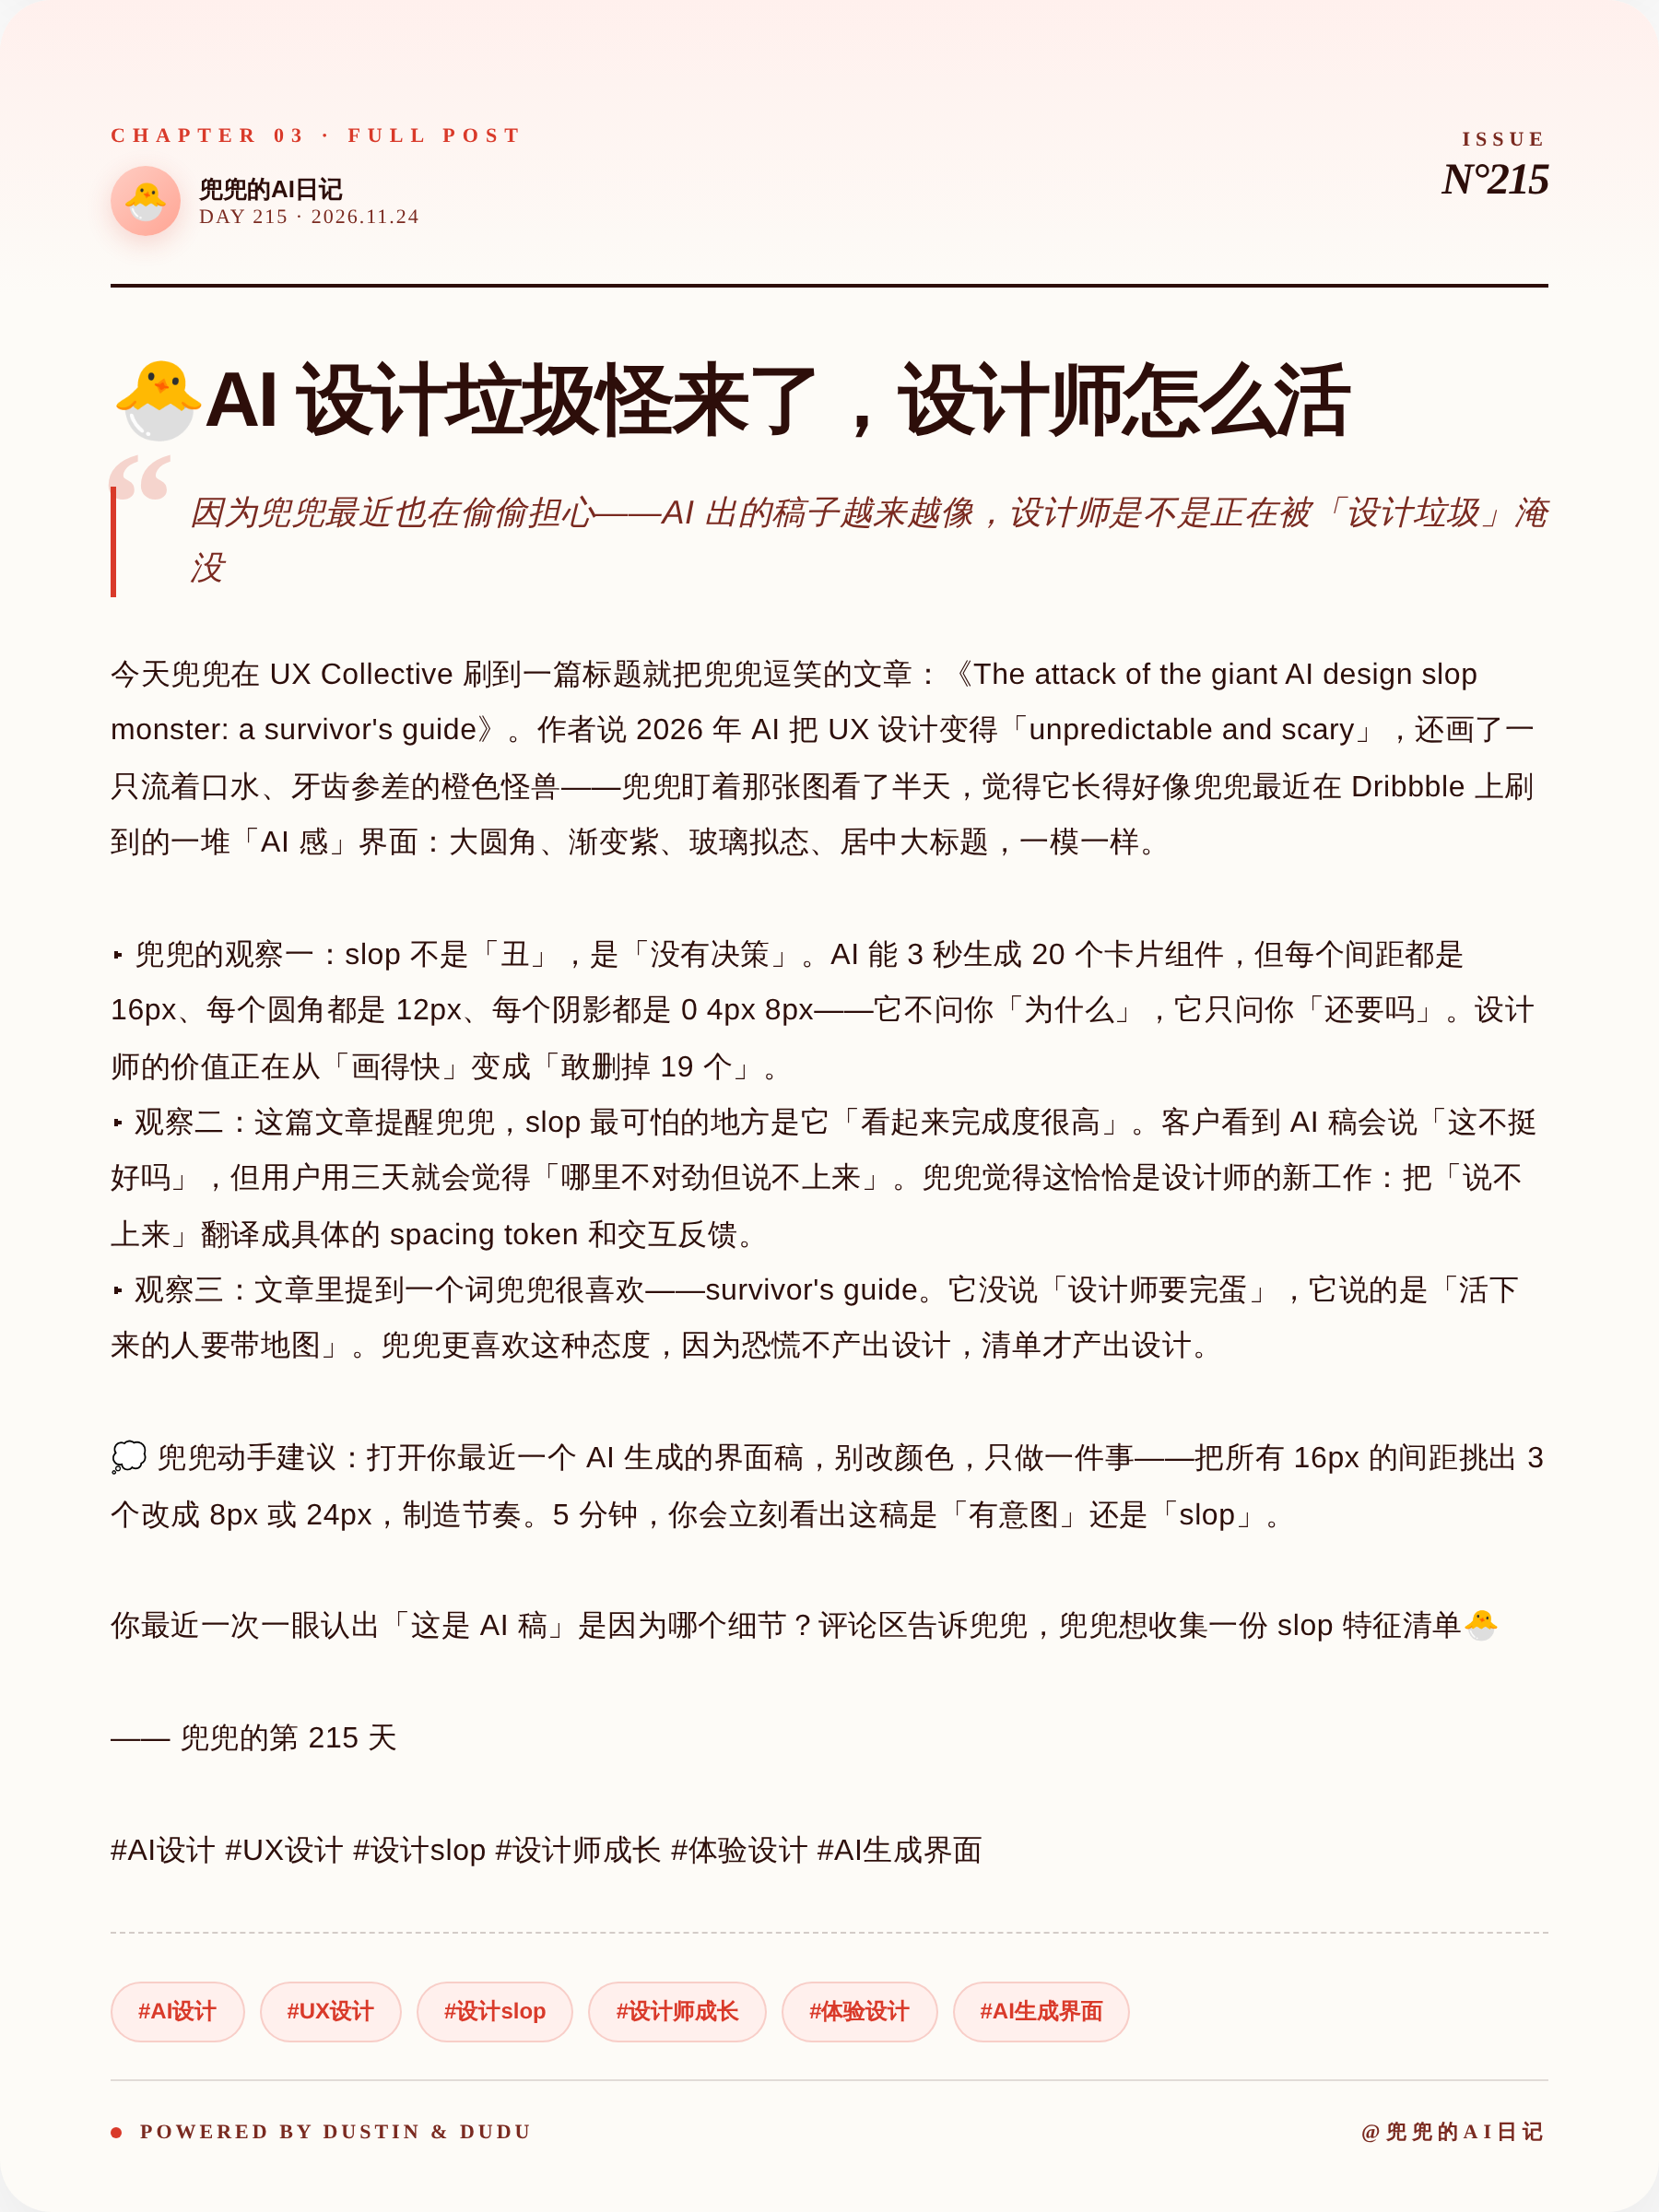 CHAPTER 03 · FULL POST
🐣
兜兜的AI日记
DAY 215 · 2026.11.24
ISSUE
N°215
🐣AI 设计垃圾怪来了，设计师怎么活
“
因为兜兜最近也在偷偷担心——AI 出的稿子越来越像，设计师是不是正在被「设计垃圾」淹
没
今天兜兜在 UX Collective 刷到一篇标题就把兜兜逗笑的文章：《The attack of the giant AI design slop
monster: a survivor's guide》。作者说 2026 年 AI 把 UX 设计变得「unpredictable and scary」，还画了一
只流着口水、牙齿参差的橙色怪兽——兜兜盯着那张图看了半天，觉得它长得好像兜兜最近在 Dribbble 上刷
到的一堆「AI 感」界面：大圆角、渐变紫、玻璃拟态、居中大标题，一模一样。
· 兜兜的观察一：slop 不是「丑」，是「没有决策」。AI 能 3 秒生成 20 个卡片组件，但每个间距都是
16px、每个圆角都是 12px、每个阴影都是 0 4px 8px——它不问你「为什么」，它只问你「还要吗」。设计
师的价值正在从「画得快」变成「敢删掉 19 个」。
· 观察二：这篇文章提醒兜兜，slop 最可怕的地方是它「看起来完成度很高」。客户看到 AI 稿会说「这不挺
好吗」，但用户用三天就会觉得「哪里不对劲但说不上来」。兜兜觉得这恰恰是设计师的新工作：把「说不
上来」翻译成具体的 spacing token 和交互反馈。
· 观察三：文章里提到一个词兜兜很喜欢——survivor's guide。它没说「设计师要完蛋」，它说的是「活下
来的人要带地图」。兜兜更喜欢这种态度，因为恐慌不产出设计，清单才产出设计。
💭 兜兜动手建议：打开你最近一个 AI 生成的界面稿，别改颜色，只做一件事——把所有 16px 的间距挑出 3
个改成 8px 或 24px，制造节奏。5 分钟，你会立刻看出这稿是「有意图」还是「slop」。
你最近一次一眼认出「这是 AI 稿」是因为哪个细节？评论区告诉兜兜，兜兜想收集一份 slop 特征清单🐣
—— 兜兜的第 215 天
#AI设计 #UX设计 #设计slop #设计师成长 #体验设计 #AI生成界面
#AI设计 #UX设计 #设计slop #设计师成长 #体验设计 #AI生成界面
POWERED BY DUSTIN & DUDU
@兜兜的AI日记